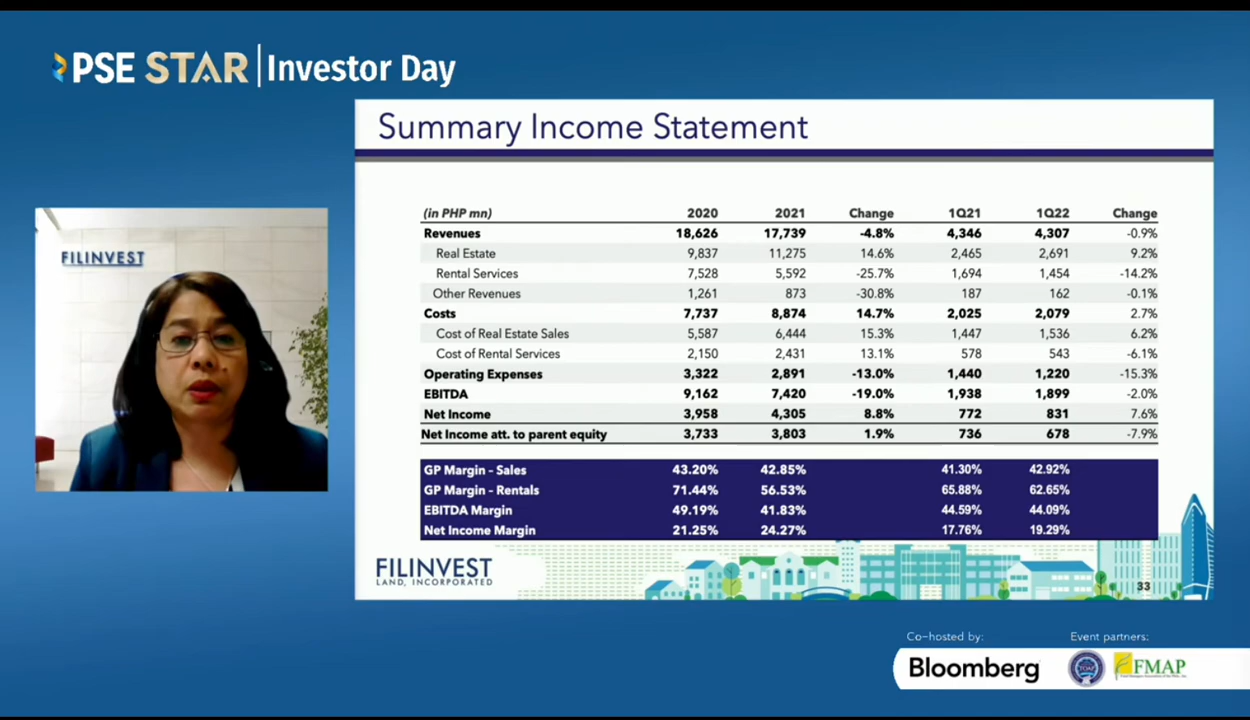 PSE STAR | Investor Day
Summary Income Statement
FILINVEST
(in PHP mn) 2020 2021 Change 1Q21 1Q22 Change
Revenues 18,626 17,739 -4.8% 4,346 4,307 -0.9%
Real Estate 9,837 11,275 14.6% 2,465 2,691 9.2%
Rental Services 7,528 5,592 -25.7% 1,694 1,454 -14.2%
Other Revenues 1,261 873 -30.8% 187 162 -0.1%
Costs 7,737 8,874 14.7% 2,025 2,079 2.7%
Cost of Real Estate Sales 5,587 6,444 15.3% 1,447 1,536 6.2%
Cost of Rental Services 2,150 2,431 13.1% 578 543 -6.1%
Operating Expenses 3,322 2,891 -13.0% 1,440 1,220 -15.3%
EBITDA 9,162 7,420 -19.0% 1,938 1,899 -2.0%
Net Income 3,958 4,305 8.8% 772 831 7.6%
Net Income att. to parent equity 3,733 3,803 1.9% 736 678 -7.9%
GP Margin - Sales 43.20% 42.85% 41.30% 42.92%
GP Margin - Rentals 71.44% 56.53% 65.88% 62.65%
EBITDA Margin 49.19% 41.83% 44.59% 44.09%
Net Income Margin 21.25% 24.27% 17.76% 19.29%
FILINVEST
LAND, INCORPORATED
33
Co-hosted by: Event partners:
Bloomberg FMAP